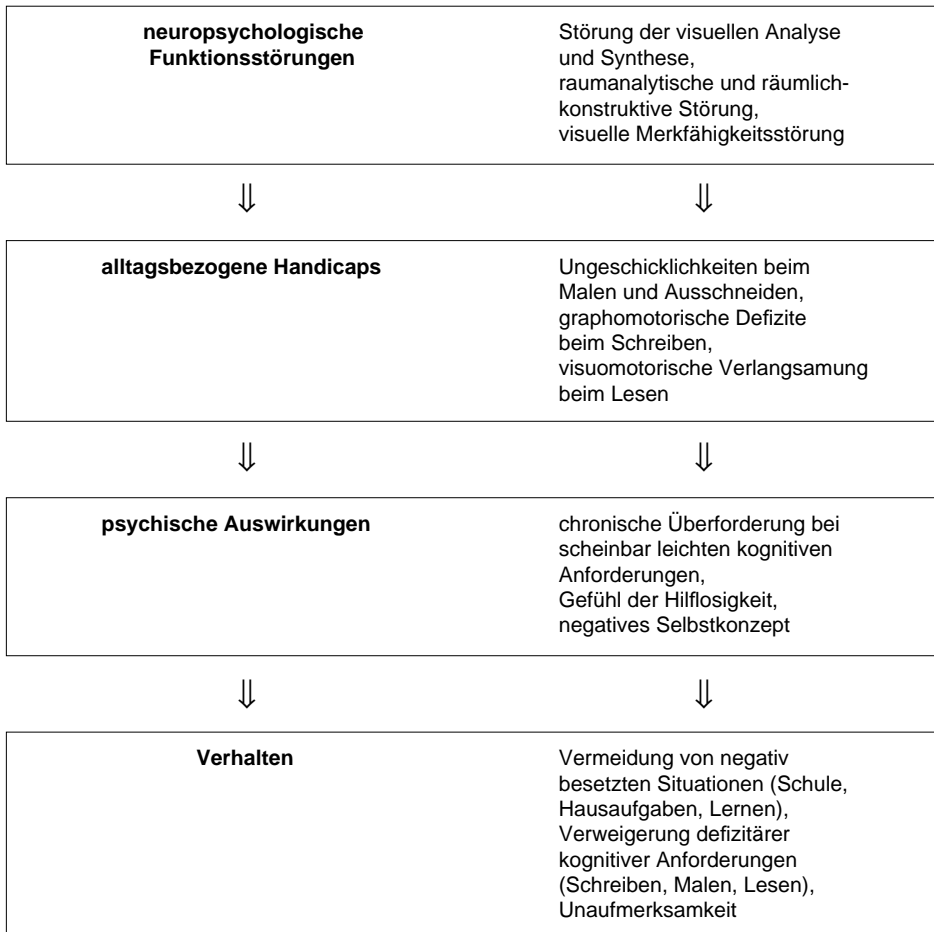 neuropsychologische
Funktionsstörungen
Störung der visuellen Analyse
und Synthese,
raumanalytische und räumlich-
konstruktive Störung,
visuelle Merkfähigkeitsstörung
⇓ ⇓
alltagsbezogene Handicaps
Ungeschicklichkeiten beim
Malen und Ausschneiden,
graphomotorische Defizite
beim Schreiben,
visuomotorische Verlangsamung
beim Lesen
⇓ ⇓
psychische Auswirkungen
chronische Überforderung bei
scheinbar leichten kognitiven
Anforderungen,
Gefühl der Hilflosigkeit,
negatives Selbstkonzept
⇓ ⇓
Verhalten
Vermeidung von negativ
besetzten Situationen (Schule,
Hausaufgaben, Lernen),
Verweigerung defizitärer
kognitiver Anforderungen
(Schreiben, Malen, Lesen),
Unaufmerksamkeit